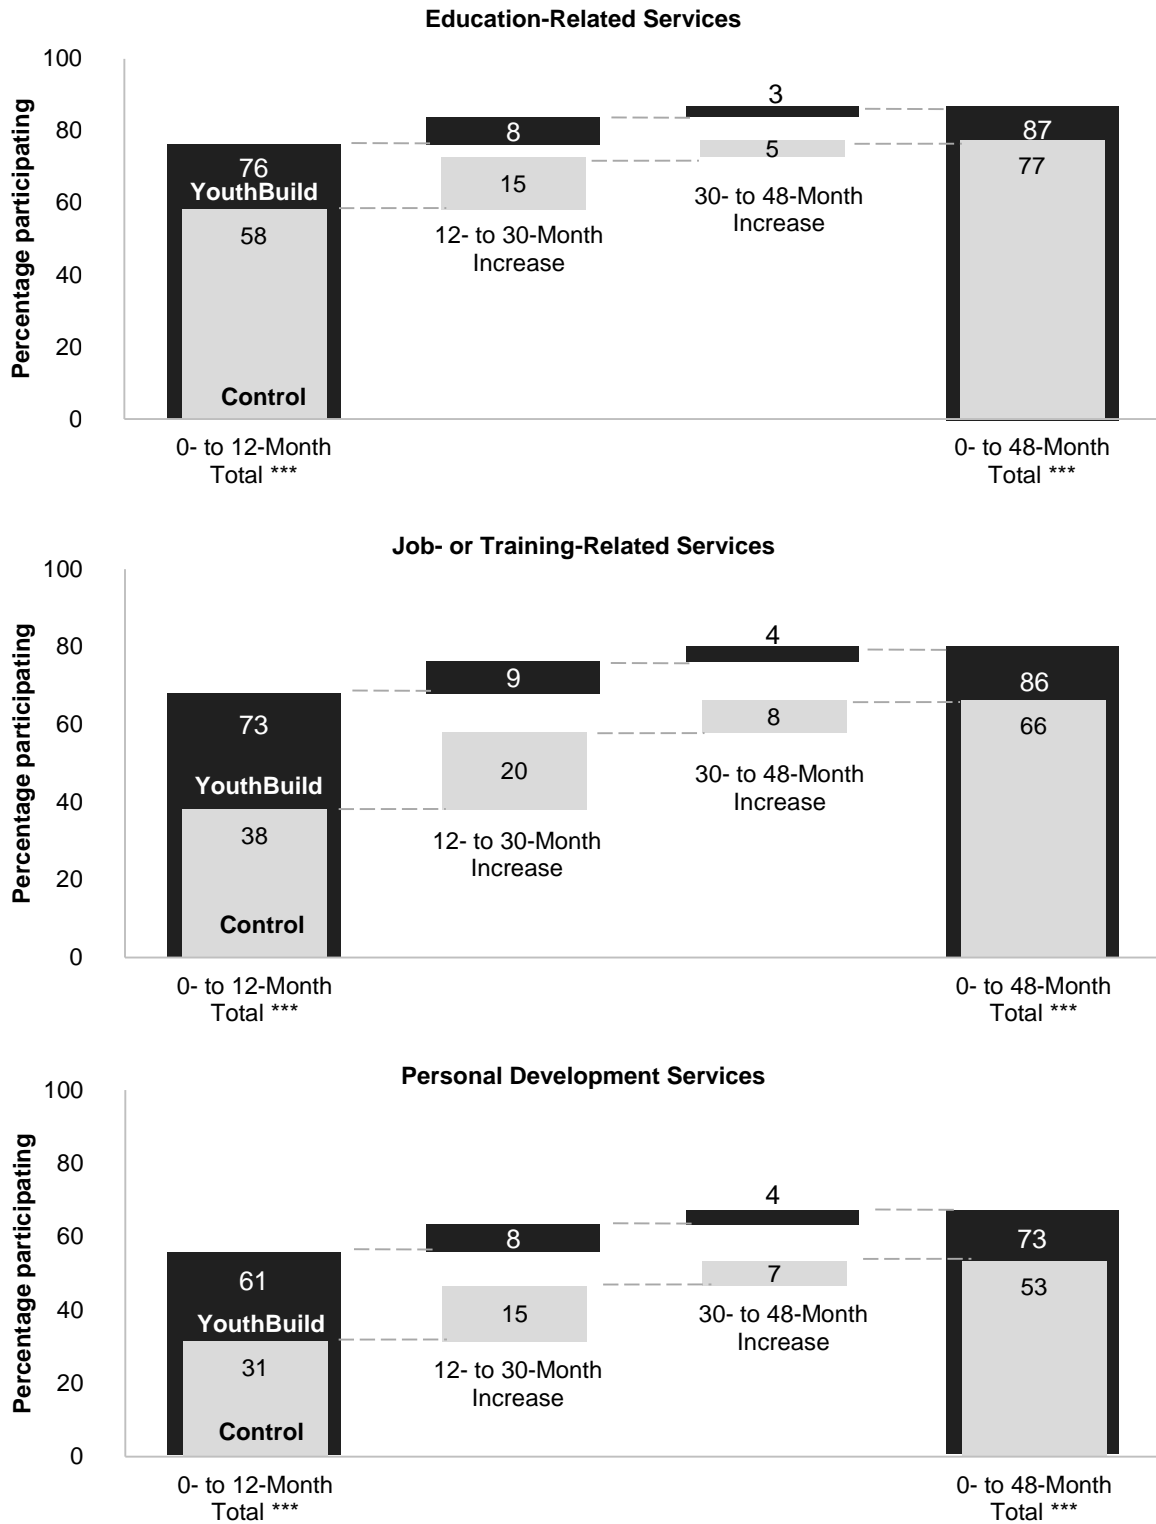 Education-Related Services
Percentage participating
100
80
60
40
20
0
76
YouthBuild
58
Control
8
15
12- to 30-Month
Increase
3
5
30- to 48-Month
Increase
87
77
0- to 12-Month
Total ***
0- to 48-Month
Total ***
Job- or Training-Related Services
Percentage participating
100
80
60
40
20
0
73
YouthBuild
38
Control
9
20
12- to 30-Month
Increase
4
8
30- to 48-Month
Increase
86
66
0- to 12-Month
Total ***
0- to 48-Month
Total ***
Personal Development Services
Percentage participating
100
80
60
40
20
0
61
YouthBuild
31
Control
8
15
12- to 30-Month
Increase
4
7
30- to 48-Month
Increase
73
53
0- to 12-Month
Total ***
0- to 48-Month
Total ***